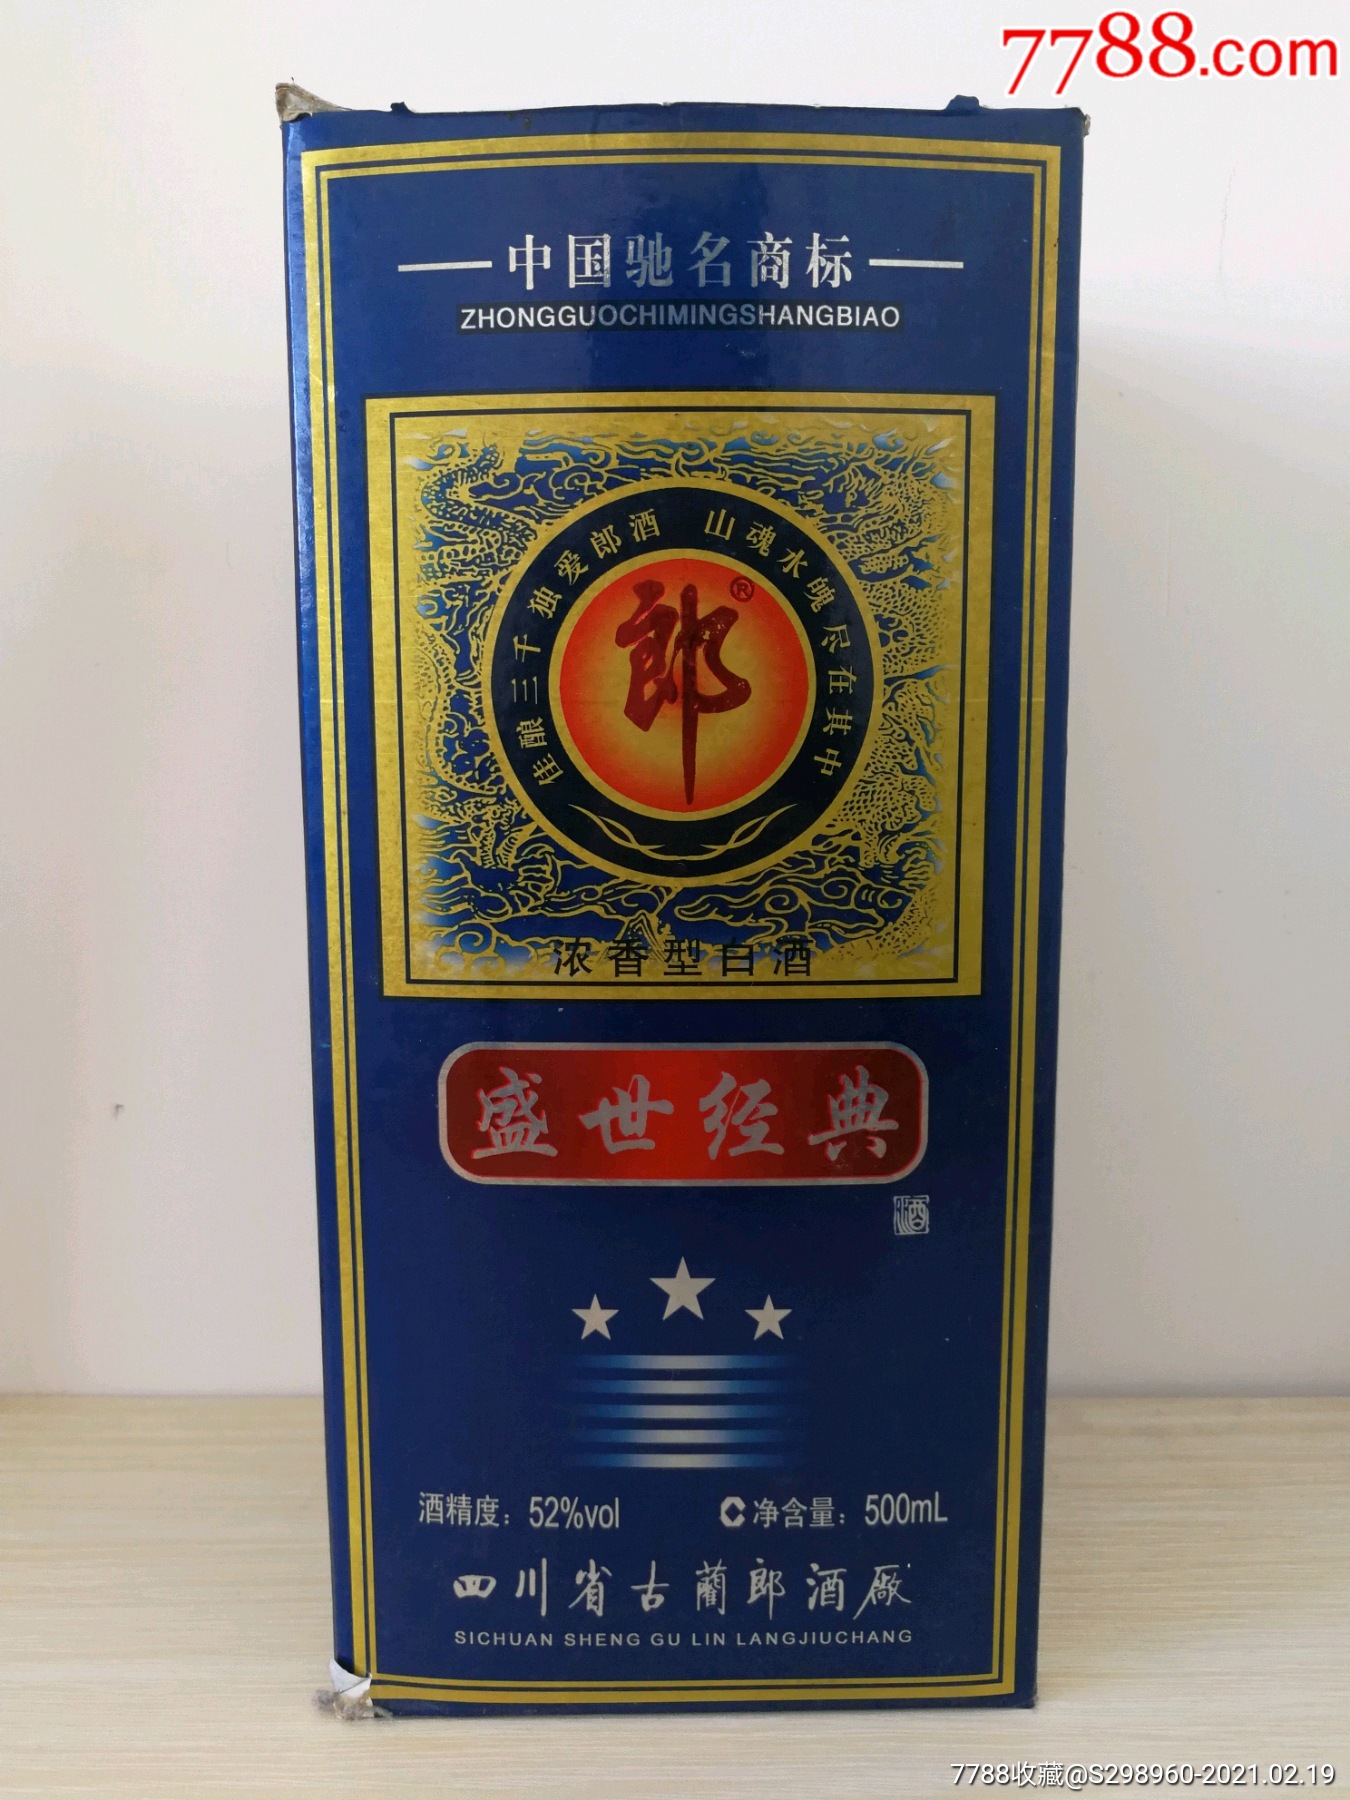 7788.com
中国驰名商标
ZHONGGUOCHIMINGSHANGBIAO
佳酿三千独爱郎酒 山魂水魄尽在其中
郎®
浓香型白酒
盛世经典
酒
酒精度：52%vol C净含量：500mL
四川省古蔺郎酒廠
SICHUAN SHENG GU LIN LANGJIUCHANG
7788收藏@S298960-2021.02.19